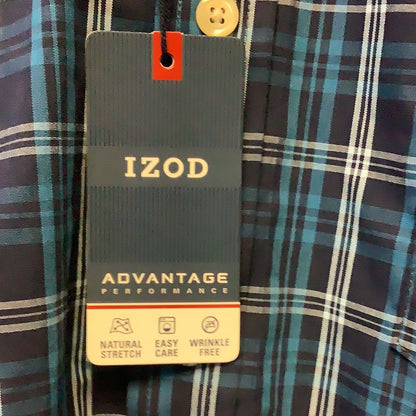 IZOD
ADVANTAGE
PERFORMANCE
NATURAL STRETCH
EASY CARE
WRINKLE FREE